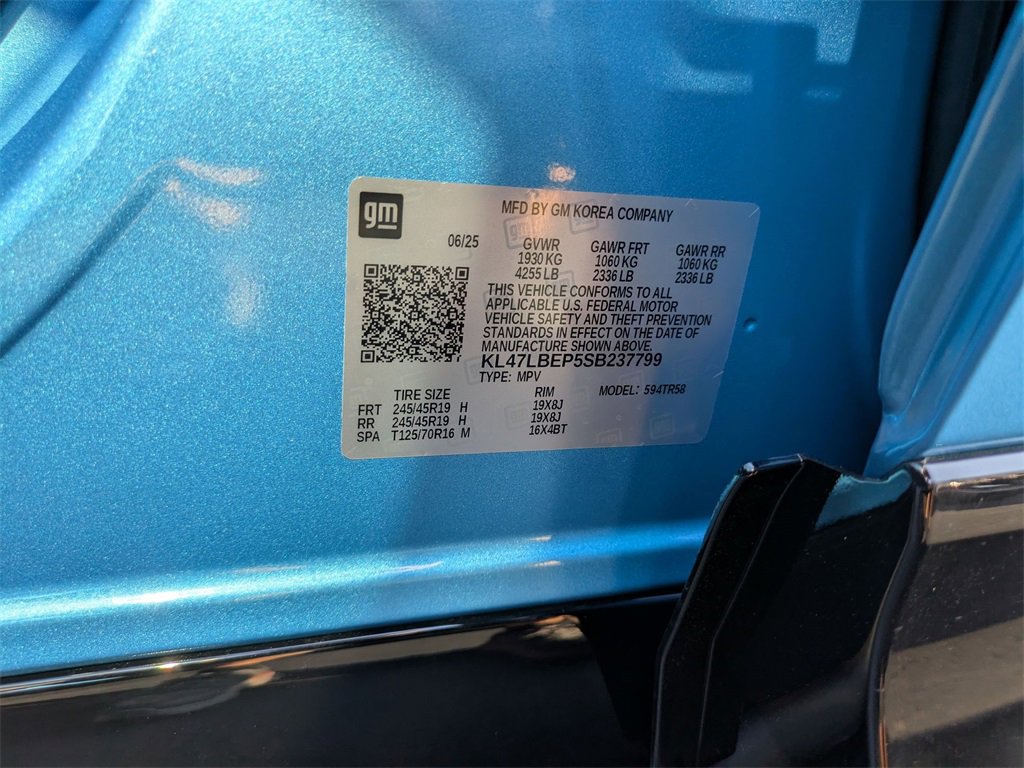 gm
MFD BY GM KOREA COMPANY
06/25 GVWR GAWR FRT GAWR RR
1930 KG 1060 KG 1060 KG
4255 LB 2336 LB 2336 LB
THIS VEHICLE CONFORMS TO ALL
APPLICABLE U.S. FEDERAL MOTOR
VEHICLE SAFETY AND THEFT PREVENTION
STANDARDS IN EFFECT ON THE DATE OF
MANUFACTURE SHOWN ABOVE.
KL47LBEP5SB237799
TYPE: MPV MODEL: 594TR58
TIRE SIZE RIM
FRT 245/45R19 H 19X8J
RR 245/45R19 H 19X8J
SPA T125/70R16 M 16X4BT